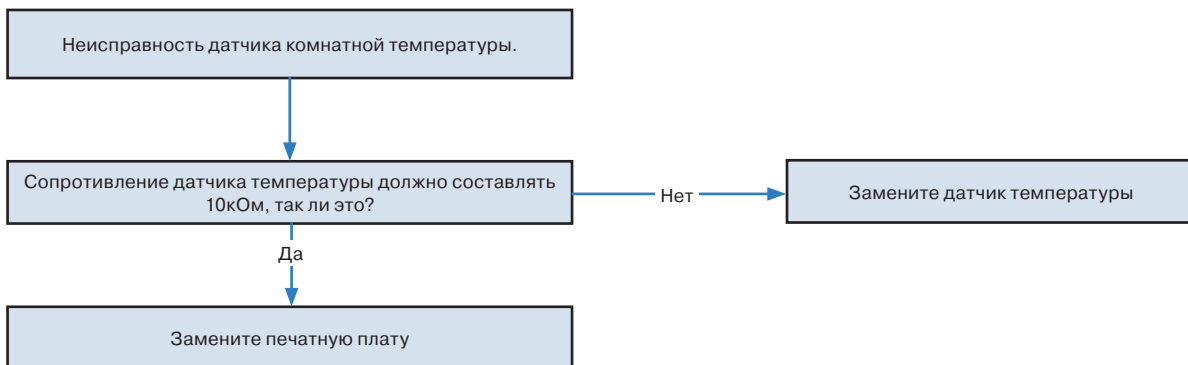 Неисправность датчика комнатной температуры.
Сопротивление датчика температуры должно составлять
10кОм, так ли это?
Нет
Замените датчик температуры
Да
Замените печатную плату